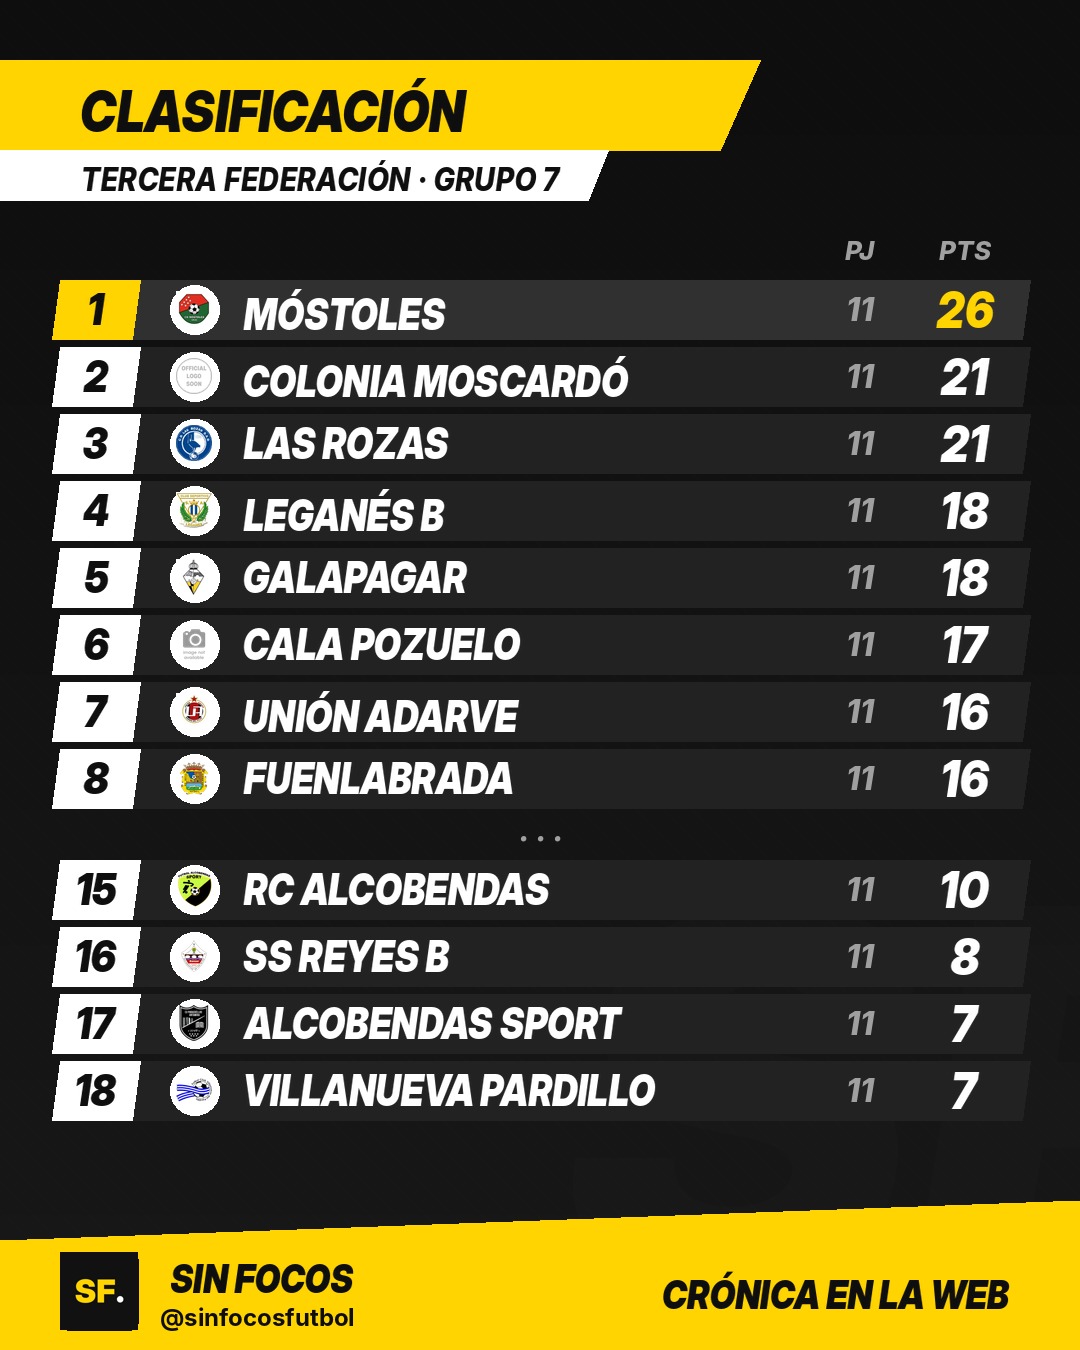 CLASIFICACIÓN
TERCERA FEDERACIÓN · GRUPO 7
PJ PTS
1 MÓSTOLES 11 26
2 OFFICIAL LOGO SOON COLONIA MOSCARDÓ 11 21
3 LAS ROZAS 11 21
4 LEGANÉS B 11 18
5 GALAPAGAR 11 18
6 CALA POZUELO 11 17
7 UNIÓN ADARVE 11 16
8 FUENLABRADA 11 16
...
15 RC ALCOBENDAS 11 10
16 SS REYES B 11 8
17 ALCOBENDAS SPORT 11 7
18 VILLANUEVA PARDILLO 11 7
SF.
SIN FOCOS
@sinfocosfutbol
CRÓNICA EN LA WEB